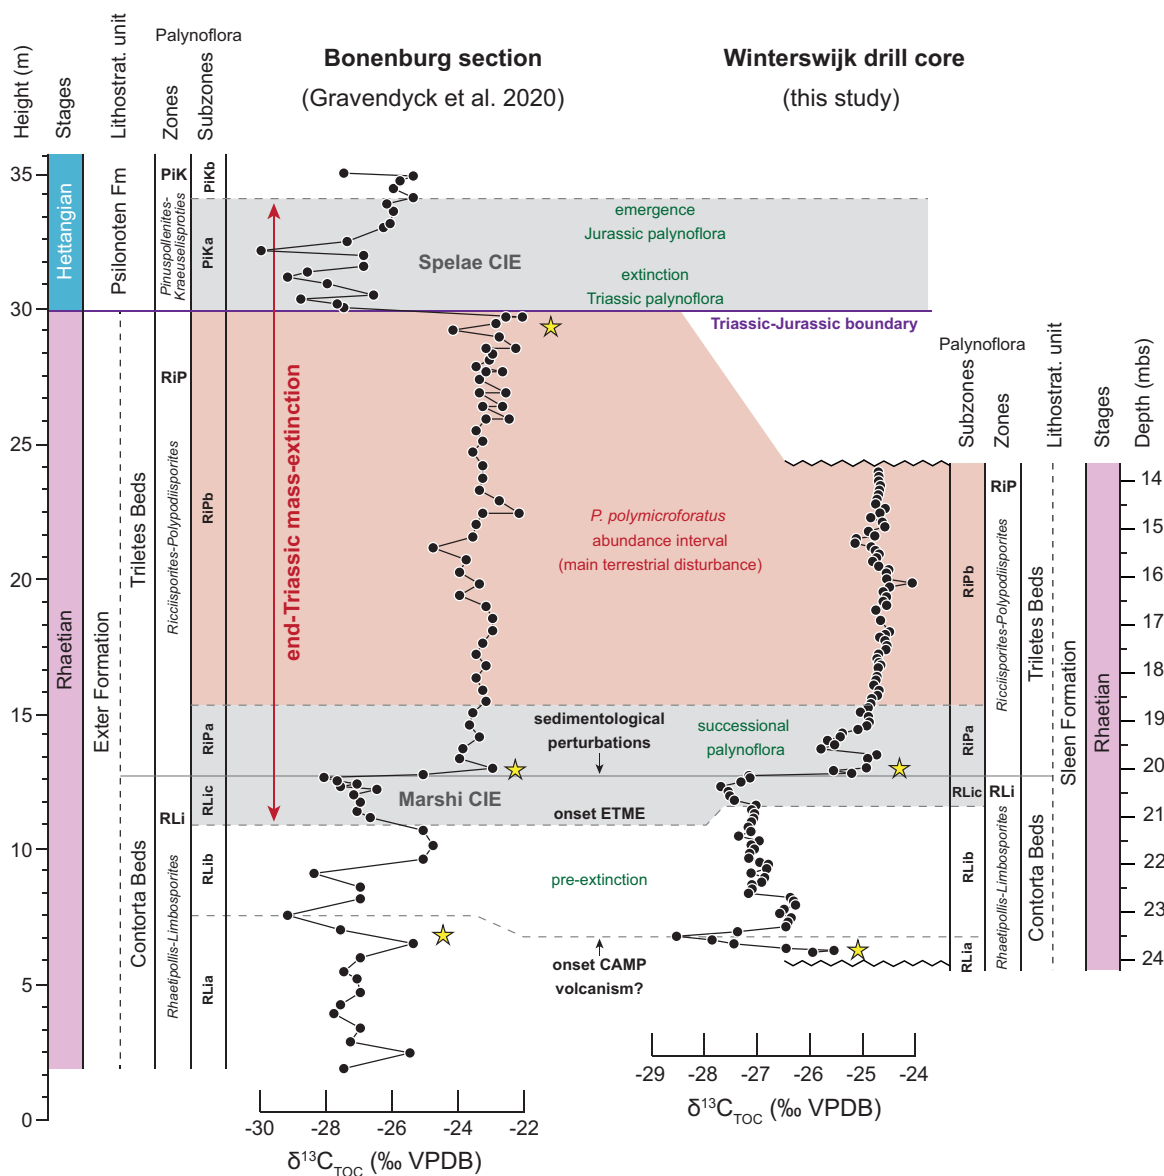 Bonenburg section
(Gravendyck et al. 2020)
Winterswijk drill core
(this study)
Height (m)
Stages
Lithostrat. unit
Palynoflora
Zones
Subzones
35
30
25
20
15
10
5
0
Hettangian
Rhaetian
Psilonoten Fm
Exter Formation
Triletes Beds
Contorta Beds
PiK
Pinuspollenites-
Kraeuselisproties
RiP
Ricciisporites-Polypodiisporites
RLi
Rhaetipollis-Limbosporites
PiKb
PiKa
RiPb
RiPa
RLic
RLib
RLia
end-Triassic mass-extinction
Spelae CIE
emergence
Jurassic palynoflora
extinction
Triassic palynoflora
Triassic-Jurassic boundary
P. polymicroforatus
abundance interval
(main terrestrial disturbance)
sedimentological
perturbations
successional
palynoflora
Marshi CIE
onset ETME
pre-extinction
onset CAMP
volcanism?
Palynoflora
Subzones
Zones
Lithostrat. unit
Stages
Depth (mbs)
RiPb
RiPa
RLic
RLib
RLia
RiP
Ricciisporites-Polypodiisporites
RLi
Rhaetipollis-Limbosporites
Triletes Beds
Contorta Beds
Sleen Formation
Rhaetian
14
15
16
17
18
19
20
21
22
23
24
-30 -28 -26 -24 -22
δ13CTOC (‰ VPDB)
-29 -28 -27 -26 -25 -24
δ13CTOC (‰ VPDB)